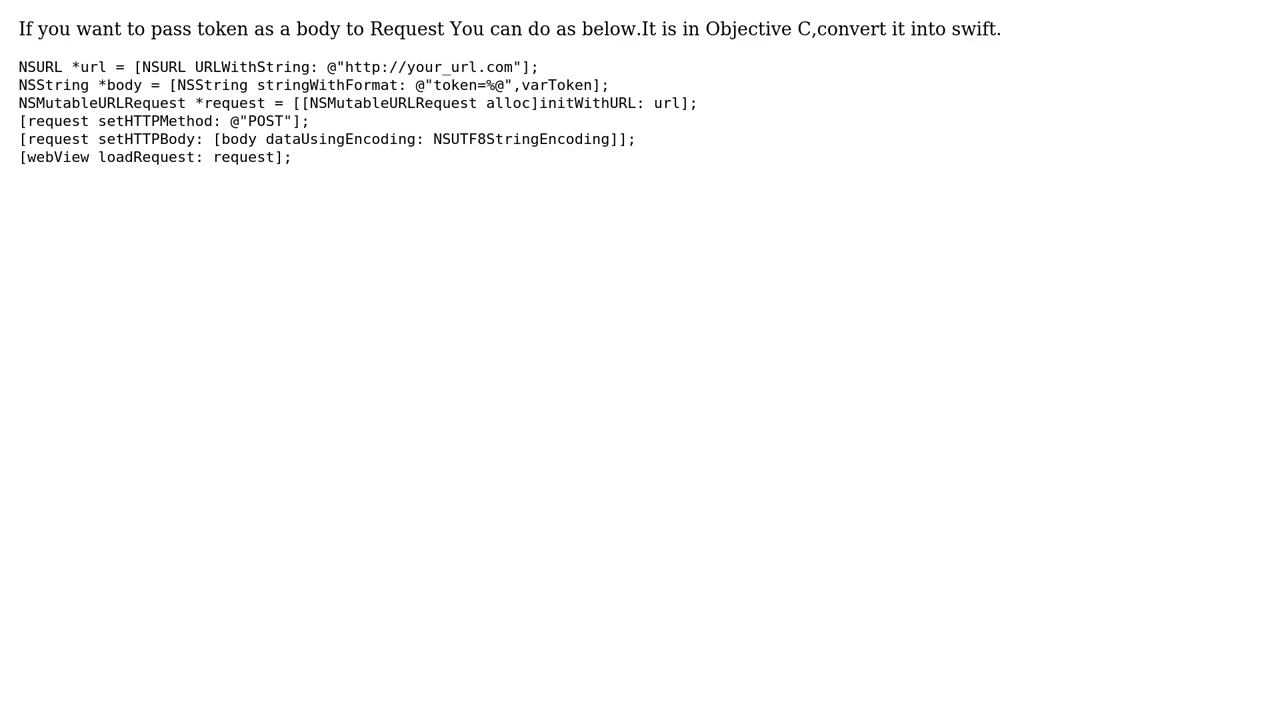 If you want to pass token as a body to Request You can do as below.It is in Objective C,convert it into swift.
NSURL *url = [NSURL URLWithString: @"http://your_url.com"];
NSString *body = [NSString stringWithFormat: @"token=%@",varToken];
NSMutableURLRequest *request = [[NSMutableURLRequest alloc]initWithURL: url];
[request setHTTPMethod: @"POST"];
[request setHTTPBody: [body dataUsingEncoding: NSUTF8StringEncoding]];
[webView loadRequest: request];